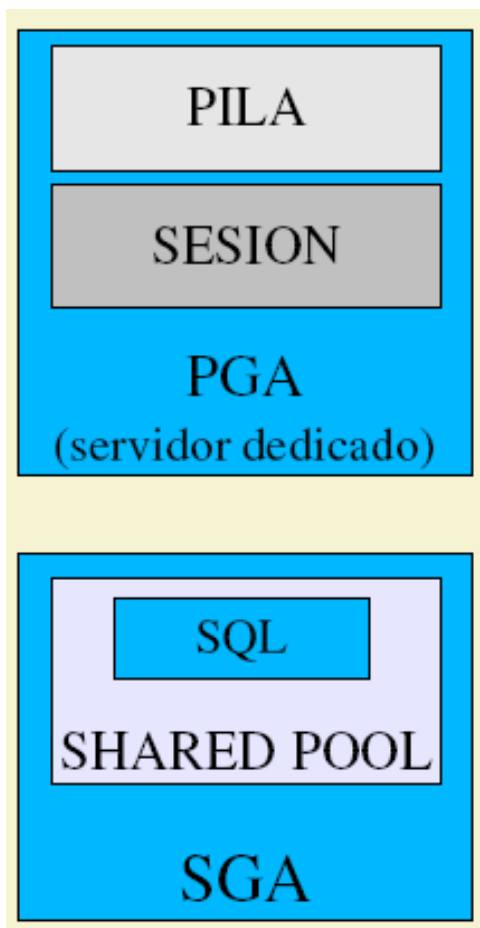 PILA
SESION
PGA
(servidor dedicado)
SQL
SHARED POOL
SGA